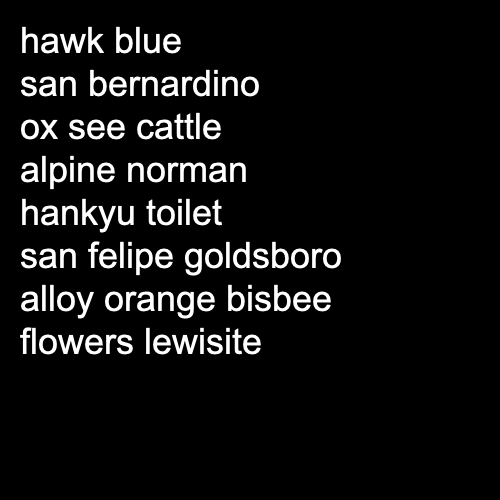 hawk blue
san bernardino
ox see cattle
alpine norman
hankyu toilet
san felipe goldsboro
alloy orange bisbee
flowers lewisite